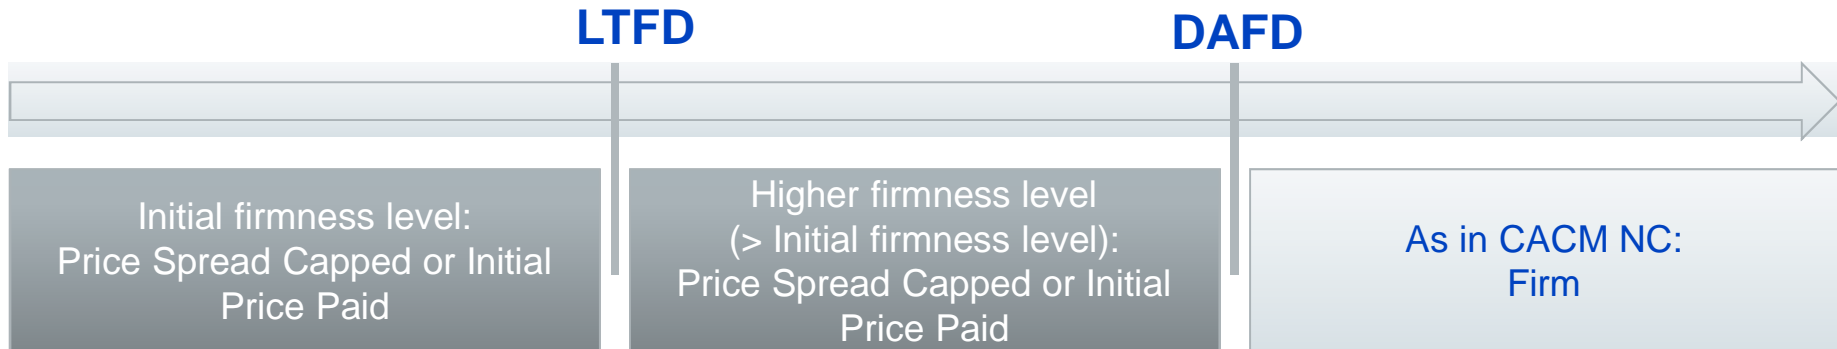 LTFD
DAFD
Initial firmness level:
Price Spread Capped or Initial
Price Paid
Higher firmness level
(> Initial firmness level):
Price Spread Capped or Initial
Price Paid
As in CACM NC:
Firm